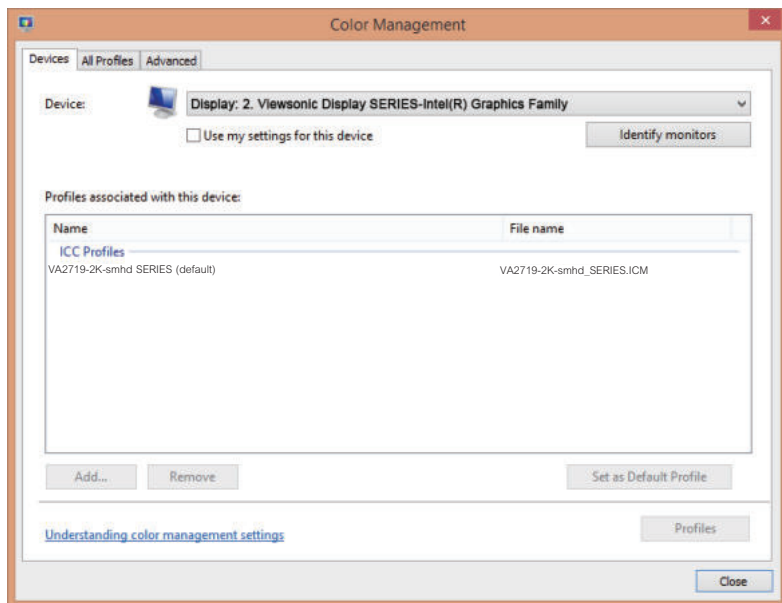 Color Management
Devices All Profiles Advanced
Device: Display: 2. Viewsonic Display SERIES-Intel(R) Graphics Family
Use my settings for this device Identify monitors
Profiles associated with this device:
Name File name
ICC Profiles
VA2719-2K-smhd SERIES (default) VA2719-2K-smhd_SERIES.ICM
Add... Remove Set as Default Profile
Understanding color management settings Profiles
Close